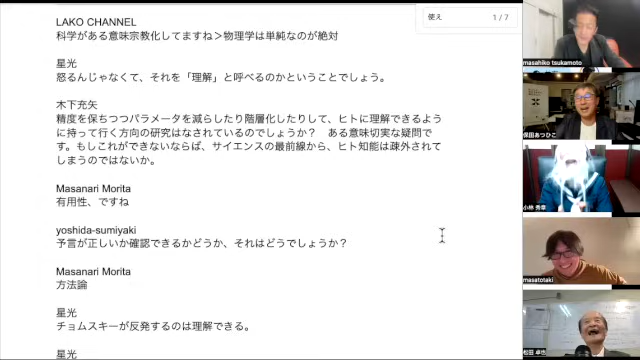 LAKO CHANNEL
科学がある意味宗教化してますね＞物理学は単純なのが絶対
星光
怒るんじゃなくて、それを「理解」と呼べるのかということでしょう。
木下充矢
精度を保ちつつパラメータを減らしたり階層化したりして、ヒトに理解できるよう
に持って行く方向の研究はなされているのでしょうか？　ある意味切実な疑問で
す。もしこれができないならば、サイエンスの最前線から、ヒト知能は疎外されて
しまうのではないか。
Masanari Morita
有用性、ですね
yoshida-sumiyaki
予言が正しいか確認できるかどうか、それはどうでしょうか？
Masanari Morita
方法論
星光
チョムスキーが反発するのは理解できる。
星光
使え
1 / 7
masahiko tsukamoto
保田あつひこ
小林 秀章
masatotaki
松田 卓也